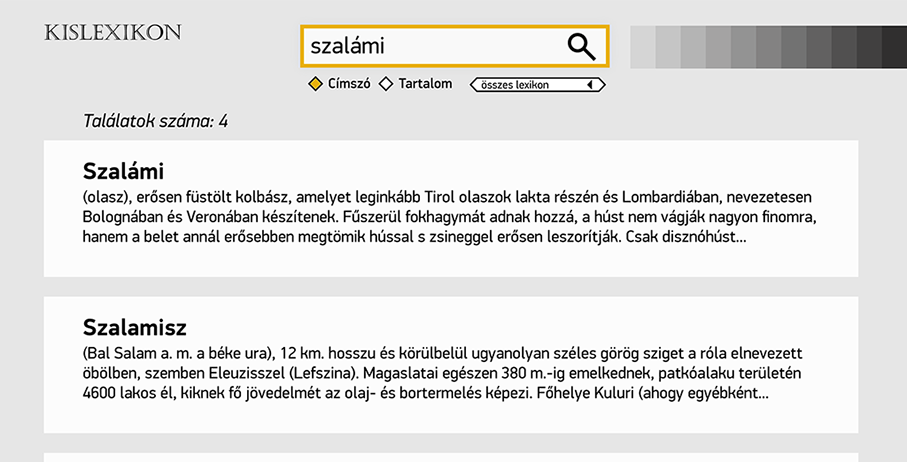 KISLEXIKON
szalámi
Címszó Tartalom összes lexikon
Találatok száma: 4
Szalámi
(olasz), erősen füstölt kolbász, amelyet leginkább Tirol olaszok lakta részén és Lombardiában, nevezetesen
Bolognában és Veronában készítenek. Fűszerül fokhagymát adnak hozzá, a húst nem vágják nagyon finomra,
hanem a belet annál erősebben megtömik hússal s zsineggel erősen leszorítják. Csak disznóhúst...
Szalamisz
(Bal Salam a. m. a béke ura), 12 km. hosszu és körülbelül ugyanolyan széles görög sziget a róla elnevezett
öbölben, szemben Eleuzisszel (Lefszina). Magaslatai egészen 380 m.-ig emelkednek, patkóalaku területén
4600 lakos él, kiknek fő jövedelmét az olaj- és bortermelés képezi. Főhelye Kuluri (ahogy egyébként...